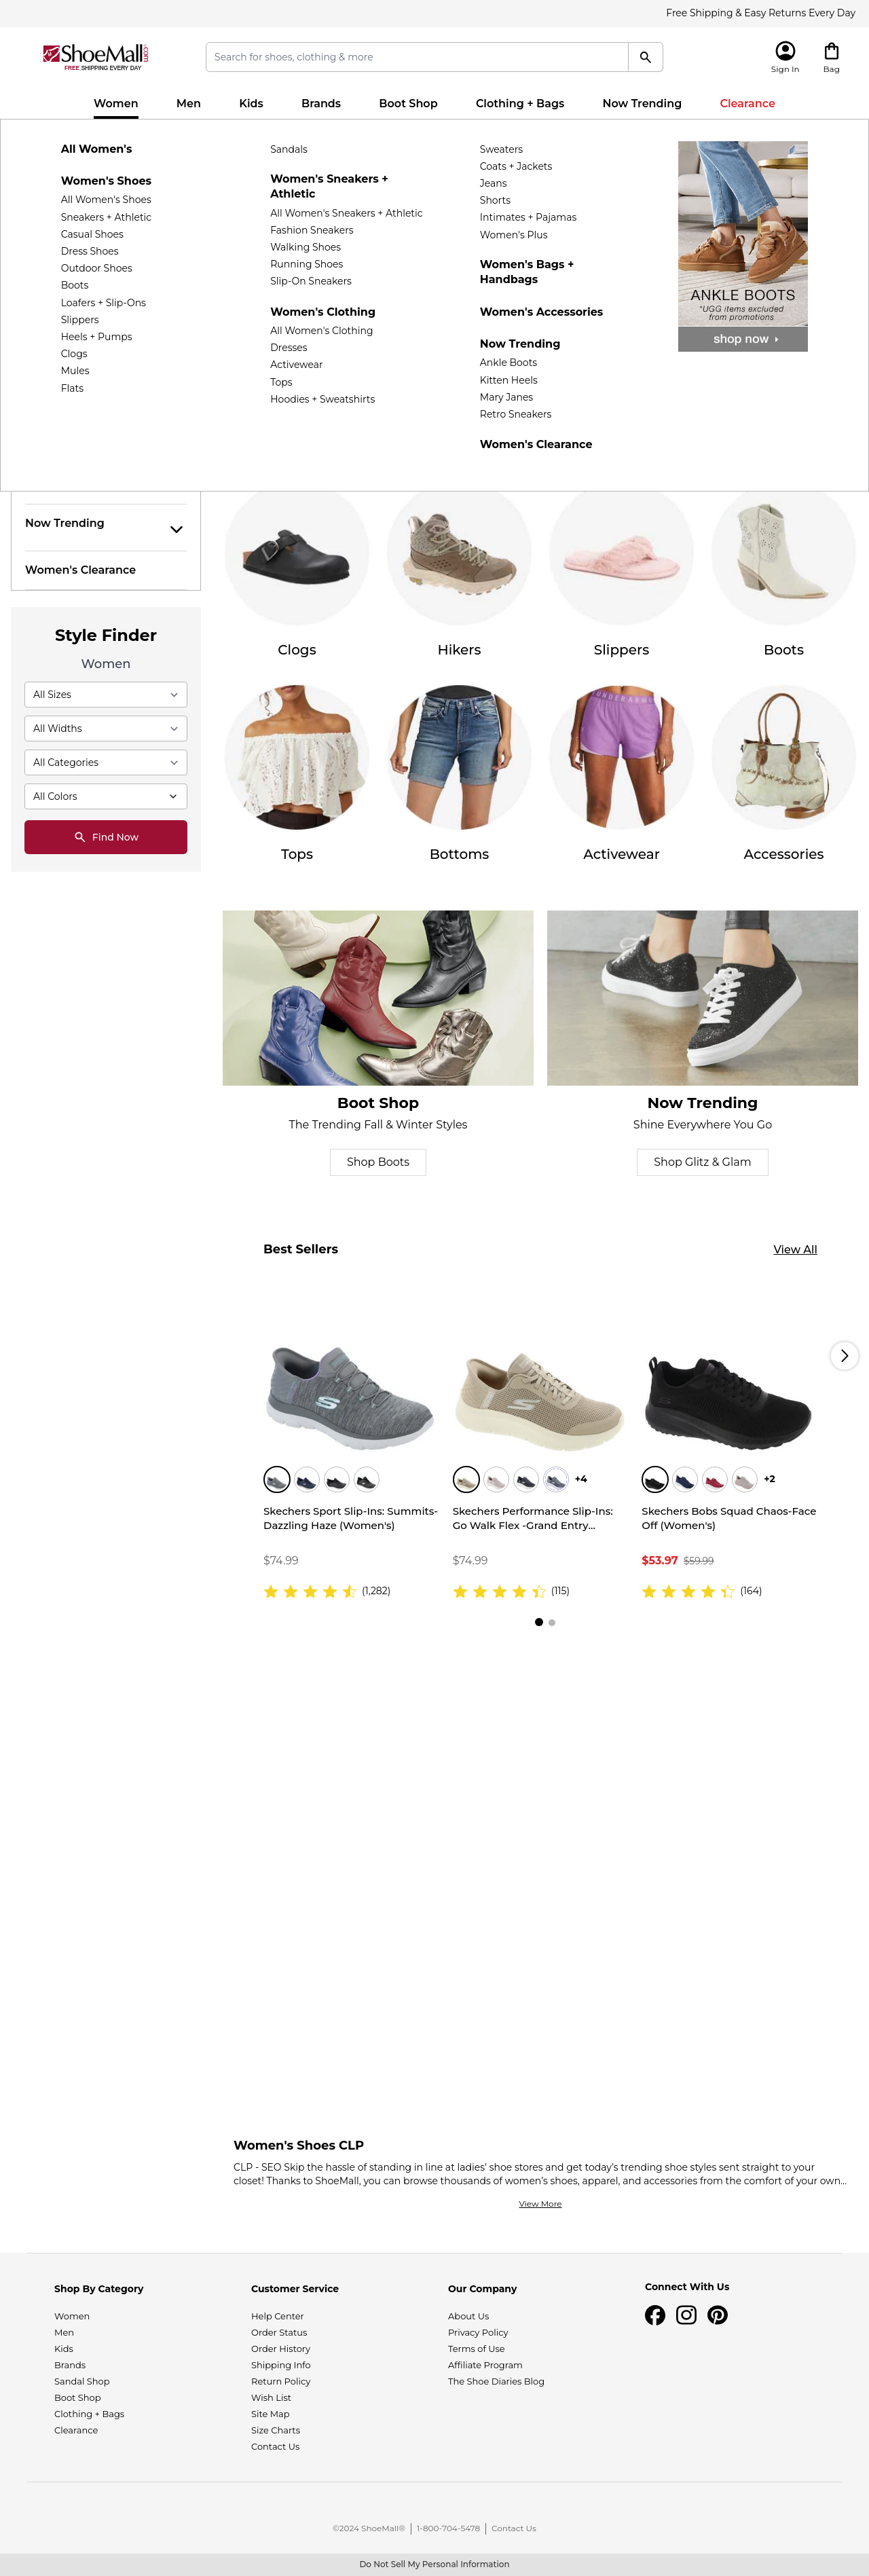 Free Shipping & Easy Returns Every Day
ShoeMall.com
FREE SHIPPING EVERY DAY
Search for shoes, clothing & more
Sign In
Bag
Women
Men
Kids
Brands
Boot Shop
Clothing + Bags
Now Trending
Clearance
All Women's
Women's Shoes
All Women's Shoes
Sneakers + Athletic
Casual Shoes
Dress Shoes
Outdoor Shoes
Boots
Loafers + Slip-Ons
Slippers
Heels + Pumps
Clogs
Mules
Flats
Sandals
Women's Sneakers +
Athletic
All Women's Sneakers + Athletic
Fashion Sneakers
Walking Shoes
Running Shoes
Slip-On Sneakers
Women's Clothing
All Women's Clothing
Dresses
Activewear
Tops
Hoodies + Sweatshirts
Sweaters
Coats + Jackets
Jeans
Shorts
Intimates + Pajamas
Women's Plus
Women's Bags +
Handbags
Women's Accessories
Now Trending
Ankle Boots
Kitten Heels
Mary Janes
Retro Sneakers
Women's Clearance
ANKLE BOOTS
*UGG items excluded
from promotions
shop now
Now Trending
Women's Clearance
Style Finder
Women
All Sizes
All Widths
All Categories
All Colors
Find Now
Clogs
Hikers
Slippers
Boots
UNDER ARMOUR
Tops
Bottoms
Activewear
Accessories
Boot Shop
The Trending Fall & Winter Styles
Shop Boots
Now Trending
Shine Everywhere You Go
Shop Glitz & Glam
Best Sellers
View All
Skechers Sport Slip-Ins: Summits-
Dazzling Haze (Women's)
$74.99
(1,282)
+4
Skechers Performance Slip-Ins:
Go Walk Flex -Grand Entry...
$74.99
(115)
+2
Skechers Bobs Squad Chaos-Face
Off (Women's)
$53.97 $59.99
(164)
Women's Shoes CLP
CLP - SEO Skip the hassle of standing in line at ladies’ shoe stores and get today’s trending shoe styles sent straight to your
closet! Thanks to ShoeMall, you can browse thousands of women’s shoes, apparel, and accessories from the comfort of your own...
View More
Shop By Category
Women
Men
Kids
Brands
Sandal Shop
Boot Shop
Clothing + Bags
Clearance
Customer Service
Help Center
Order Status
Order History
Shipping Info
Return Policy
Wish List
Site Map
Size Charts
Contact Us
Our Company
About Us
Privacy Policy
Terms of Use
Affiliate Program
The Shoe Diaries Blog
Connect With Us
©2024 ShoeMall® | 1-800-704-5478 | Contact Us
Do Not Sell My Personal Information